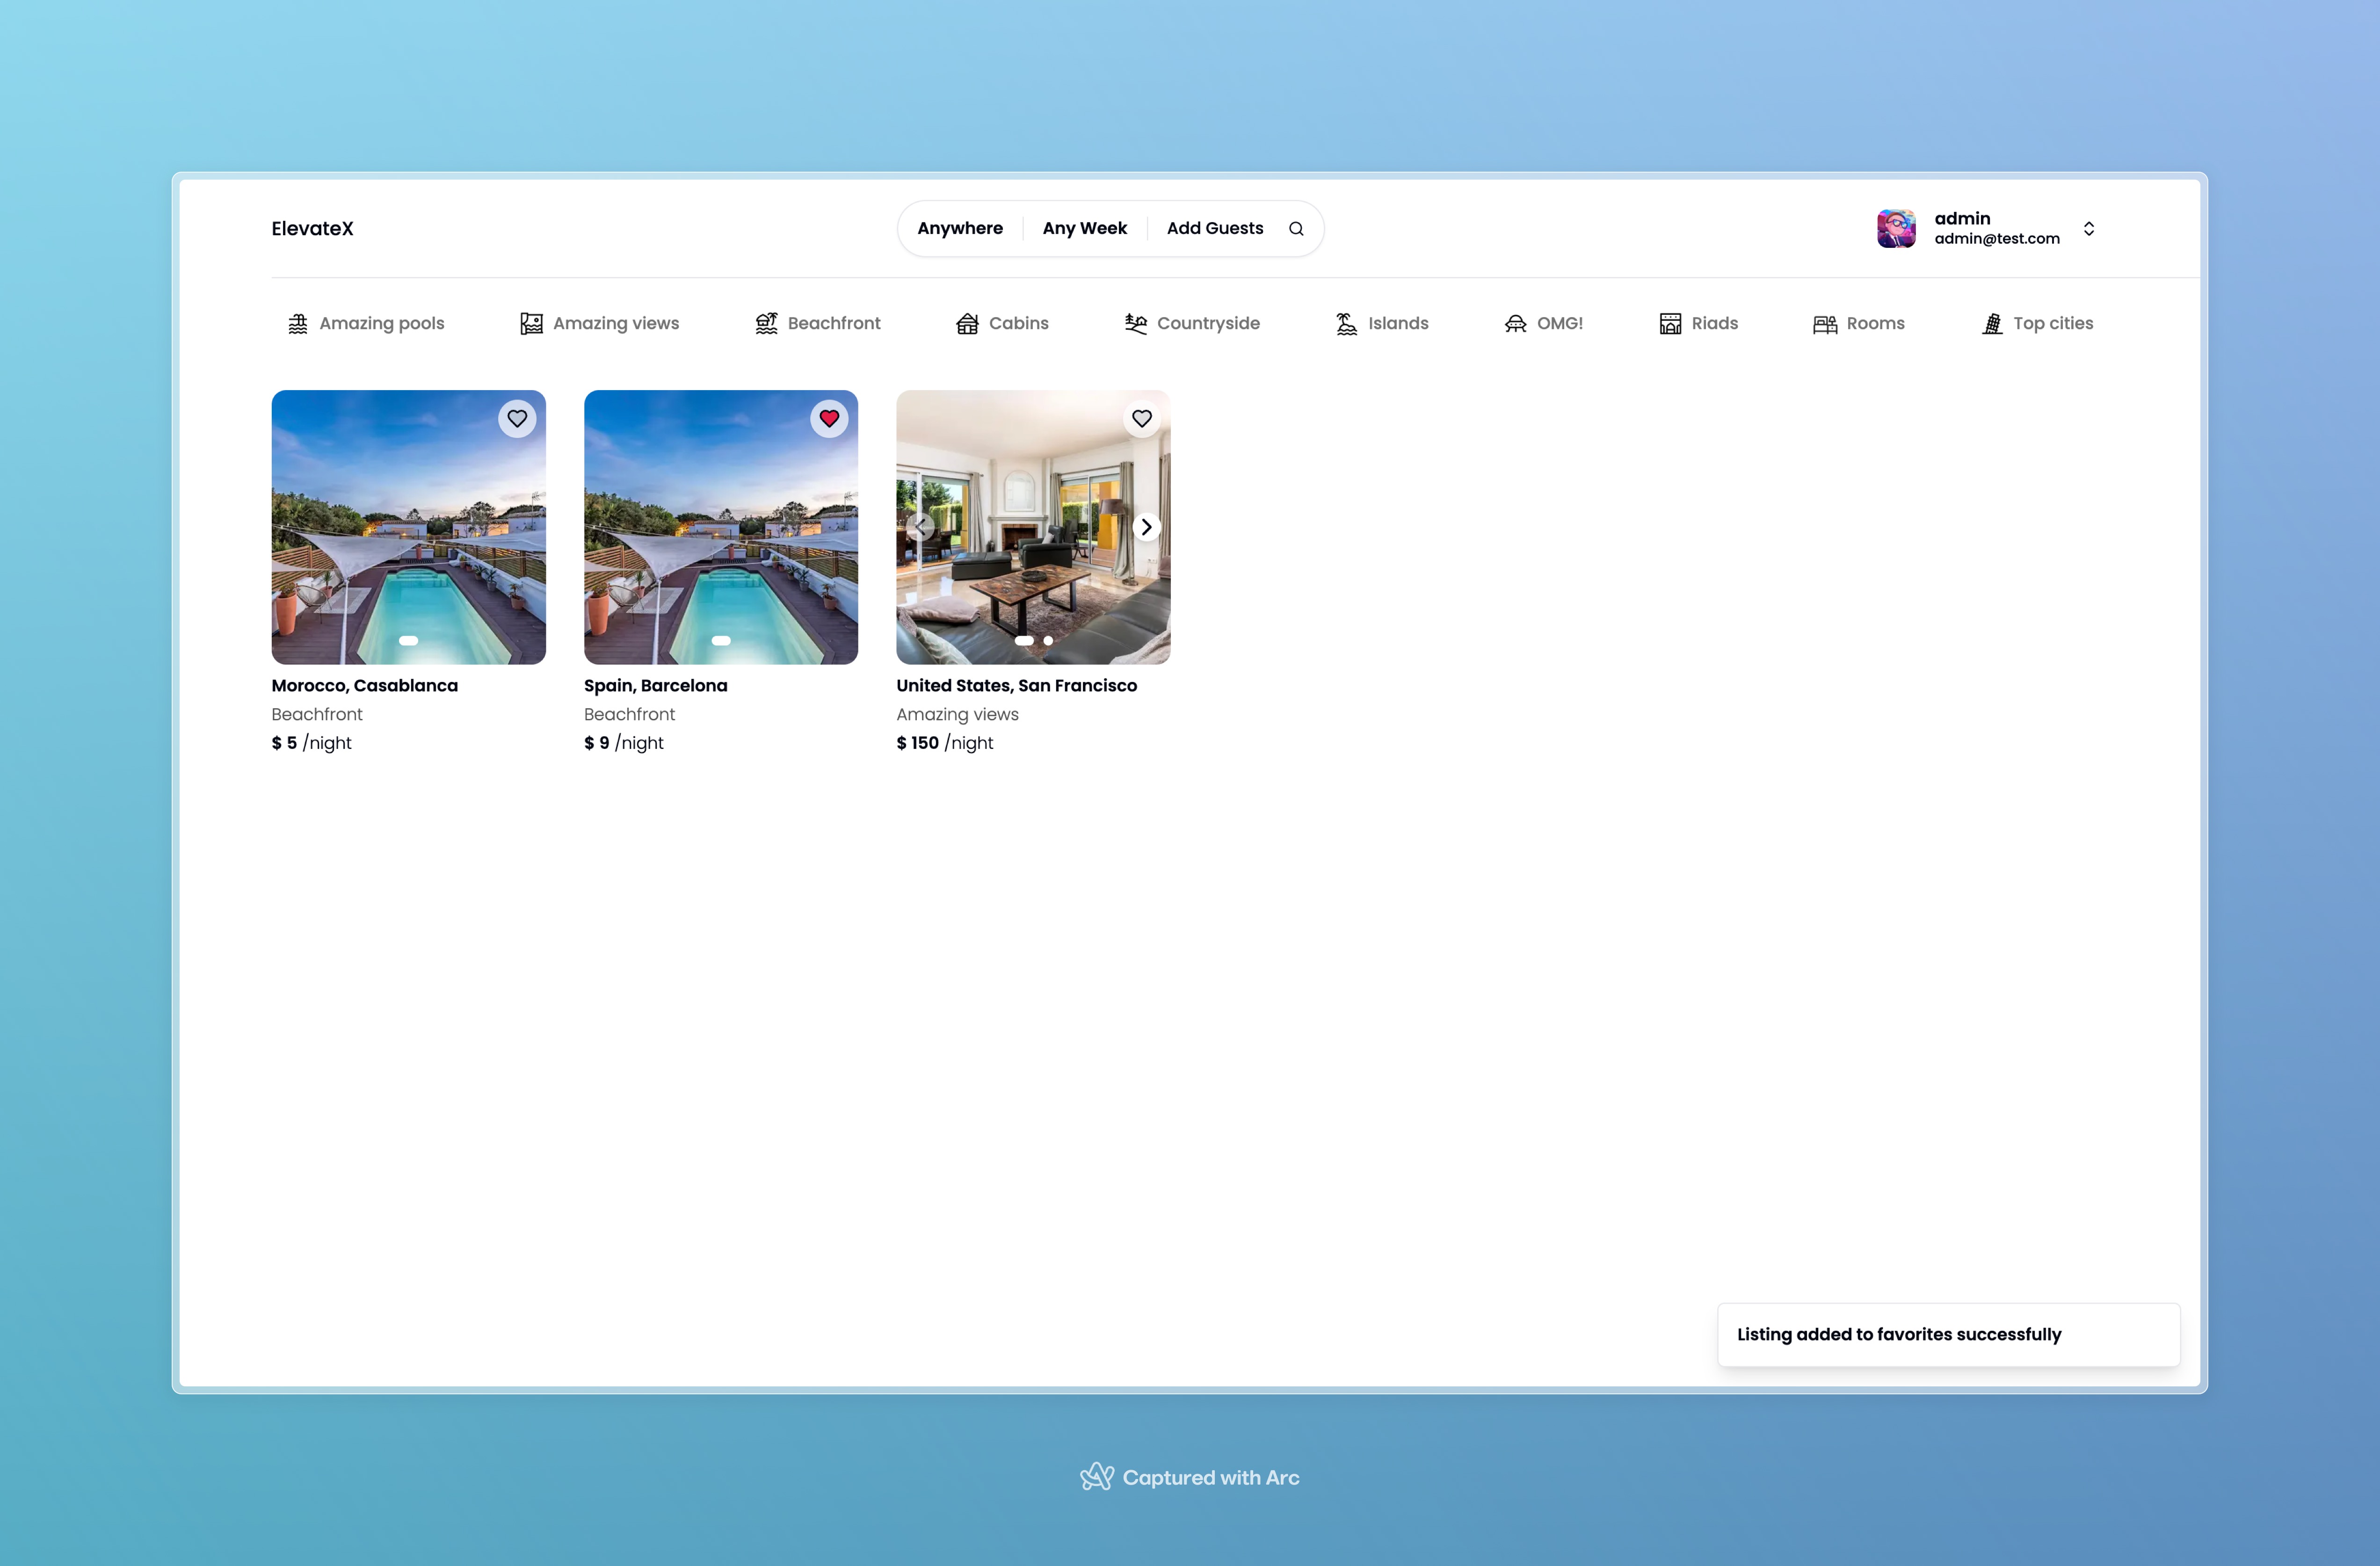 ElevateX
Anywhere
Any Week
Add Guests
admin
admin@test.com
Amazing pools
Amazing views
Beachfront
Cabins
Countryside
Islands
OMG!
Riads
Rooms
Top cities
Morocco, Casablanca
Beachfront
$ 5 /night
Spain, Barcelona
Beachfront
$ 9 /night
United States, San Francisco
Amazing views
$ 150 /night
Listing added to favorites successfully
Captured with Arc